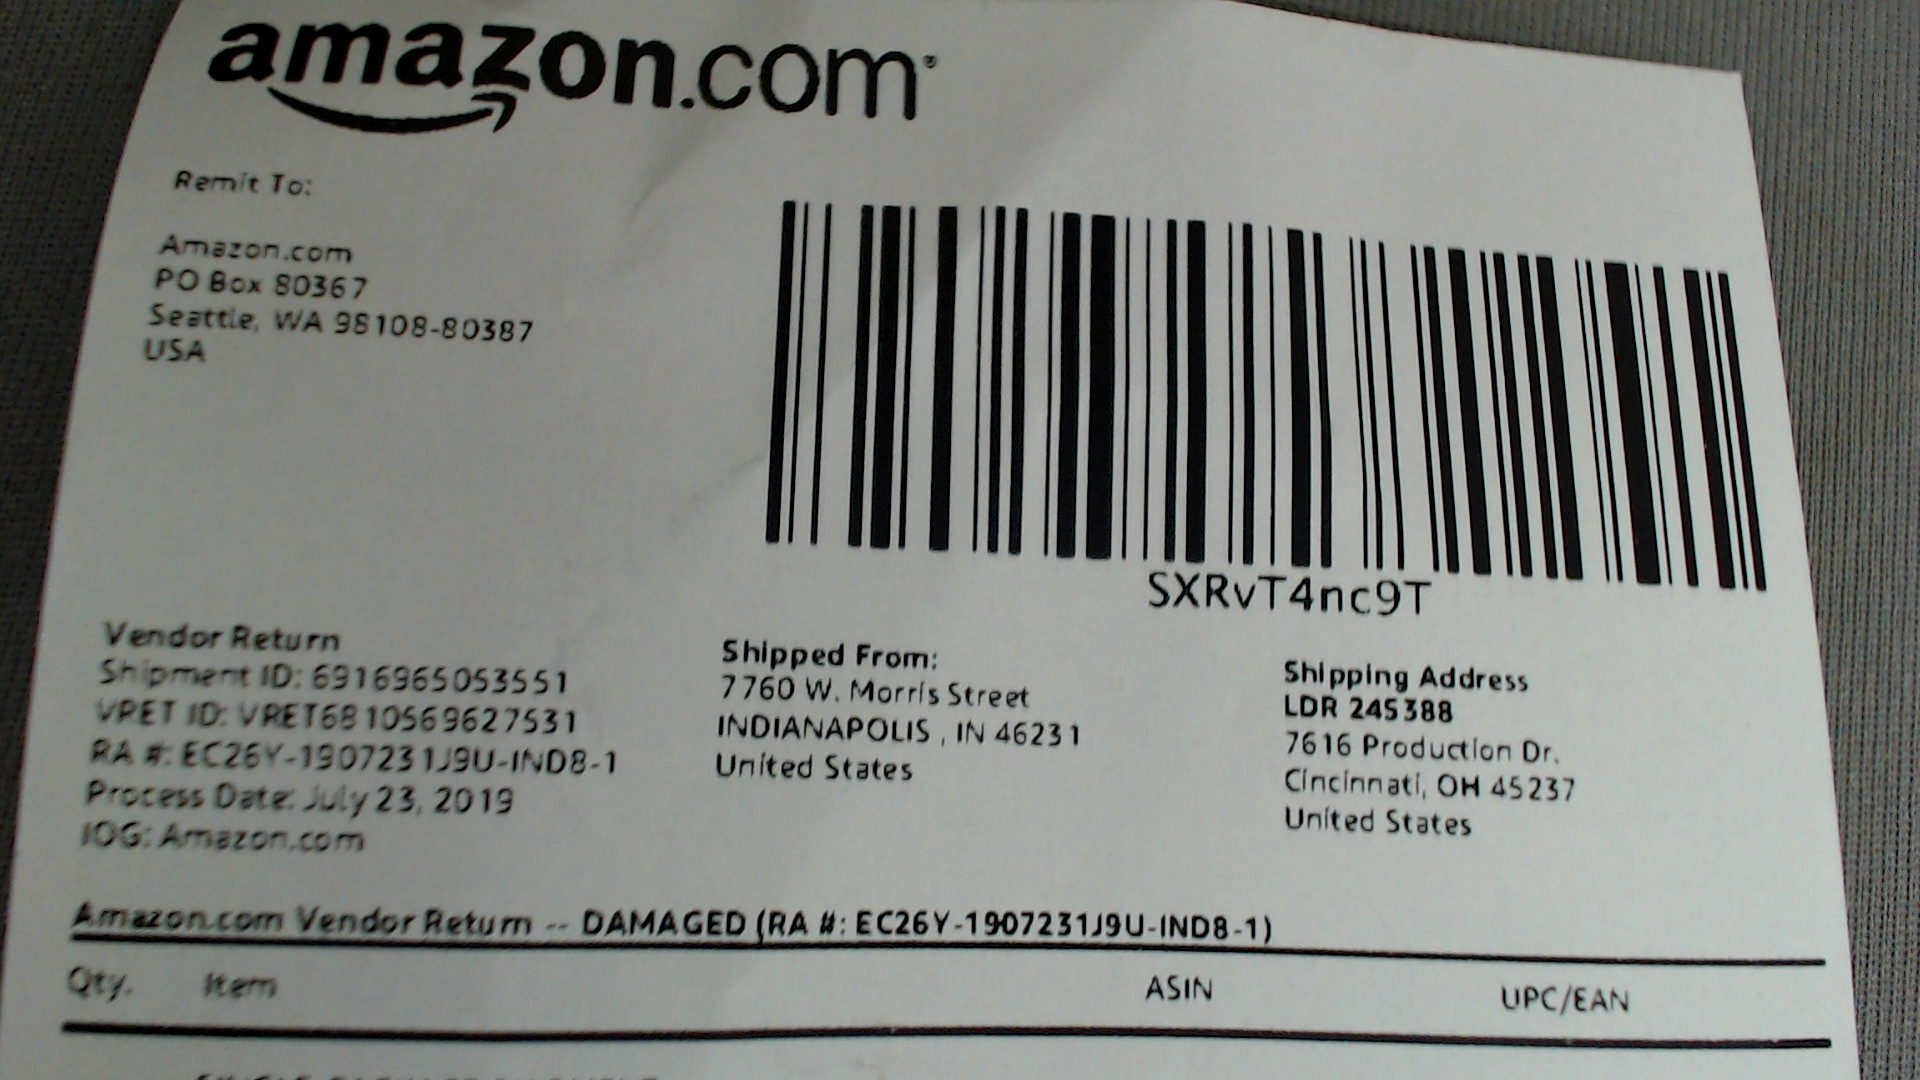 amazon.com
Remit To:
Amazon.com
PO Box 80367
Seattle, WA 98108-80387
USA
SXRvT4nc9T
Vendor Return
Shipment ID: 6916965053551
VRET ID: VRET6810569627531
RA #: EC26Y-1907231J9U-IND8-1
Process Date: July 23, 2019
IOG: Amazon.com
Shipped From:
7760 W. Morris Street
INDIANAPOLIS , IN 46231
United States
Shipping Address
LDR 245388
7616 Production Dr.
Cincinnati, OH 45237
United States
Amazon.com Vendor Return -- DAMAGED (RA #: EC26Y-1907231J9U-IND8-1)
Qty. Item ASIN UPC/EAN